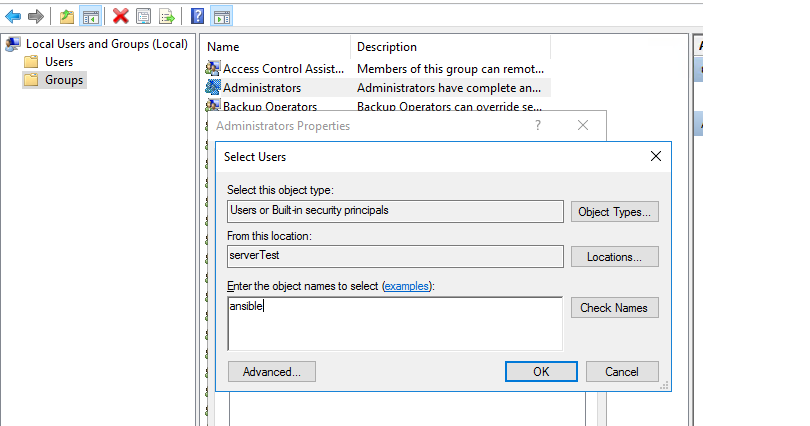 Local Users and Groups (Local)
Users
Groups
Name Description
Access Control Assist... Members of this group can remot...
Administrators Administrators have complete an...
Backup Operators Backup Operators can override se...
Administrators Properties
Select Users
Select this object type:
Users or Built-in security principals
Object Types...
From this location:
serverTest
Locations...
Enter the object names to select (examples):
ansible
Check Names
Advanced...
OK
Cancel